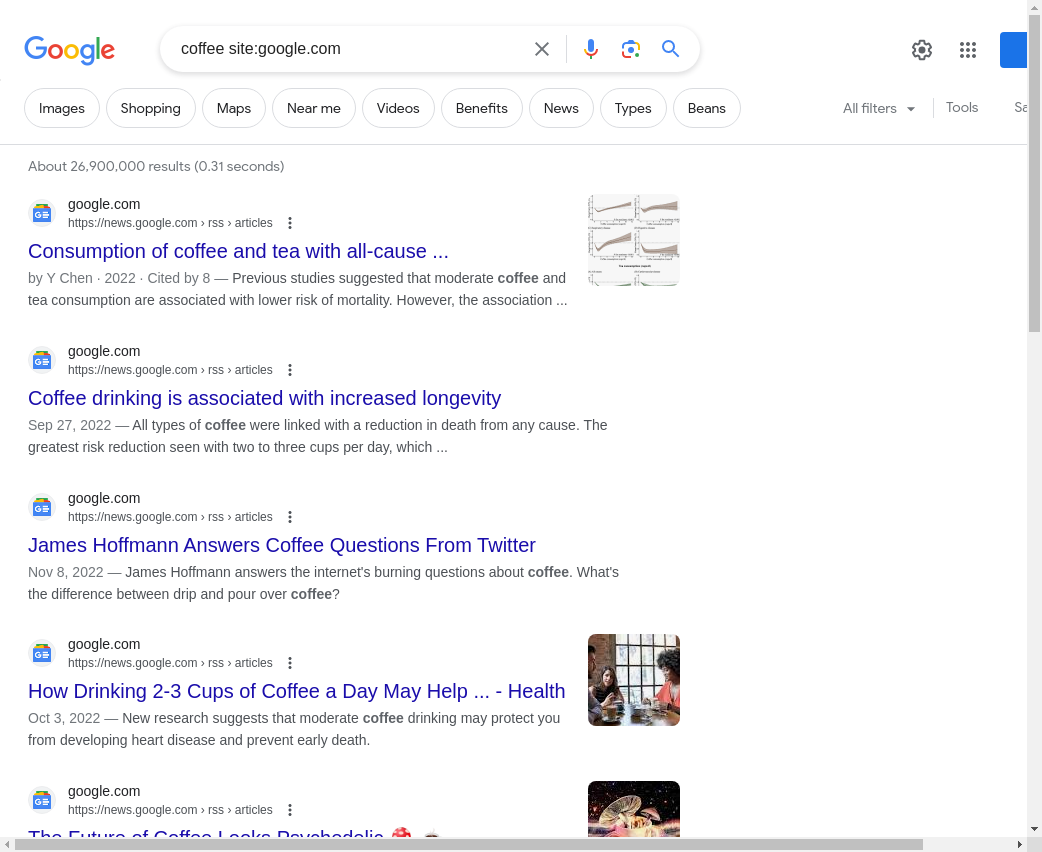 Google
coffee site:google.com
Images
Shopping
Maps
Near me
Videos
Benefits
News
Types
Beans
All filters
Tools
About 26,900,000 results (0.31 seconds)
google.com
https://news.google.com › rss › articles
Consumption of coffee and tea with all-cause ...
by Y Chen · 2022 · Cited by 8 — Previous studies suggested that moderate coffee and
tea consumption are associated with lower risk of mortality. However, the association ...
google.com
https://news.google.com › rss › articles
Coffee drinking is associated with increased longevity
Sep 27, 2022 — All types of coffee were linked with a reduction in death from any cause. The
greatest risk reduction seen with two to three cups per day, which ...
google.com
https://news.google.com › rss › articles
James Hoffmann Answers Coffee Questions From Twitter
Nov 8, 2022 — James Hoffmann answers the internet's burning questions about coffee. What's
the difference between drip and pour over coffee?
google.com
https://news.google.com › rss › articles
How Drinking 2-3 Cups of Coffee a Day May Help ... - Health
Oct 3, 2022 — New research suggests that moderate coffee drinking may protect you
from developing heart disease and prevent early death.
google.com
https://news.google.com › rss › articles
The Future of Coffee Looks Psychedelic 🍄 ☕